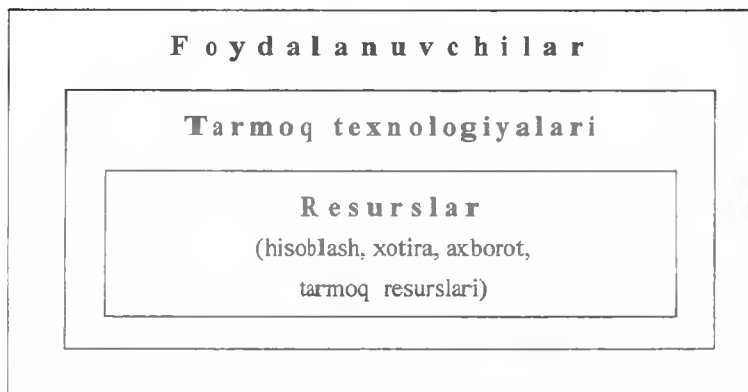 Foydalanuvchilar
Tarmoq texnologiyalari
Resurslar
(hisoblash, xotira, axborot,
tarmoq resurslari)